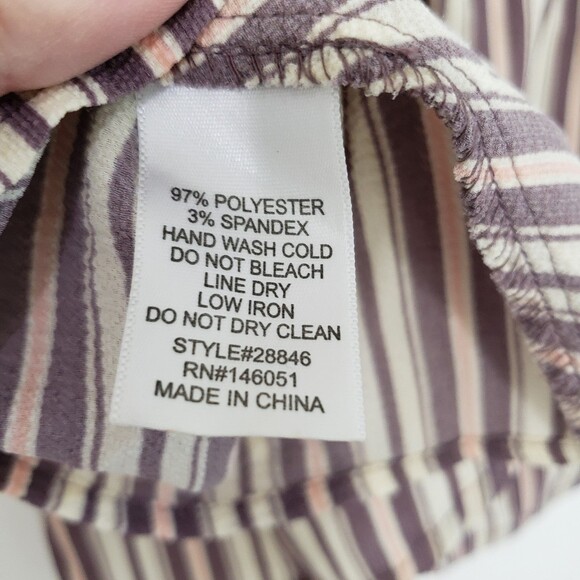 97% POLYESTER
3% SPANDEX
HAND WASH COLD
DO NOT BLEACH
LINE DRY
LOW IRON
DO NOT DRY CLEAN
STYLE#28846
RN#146051
MADE IN CHINA